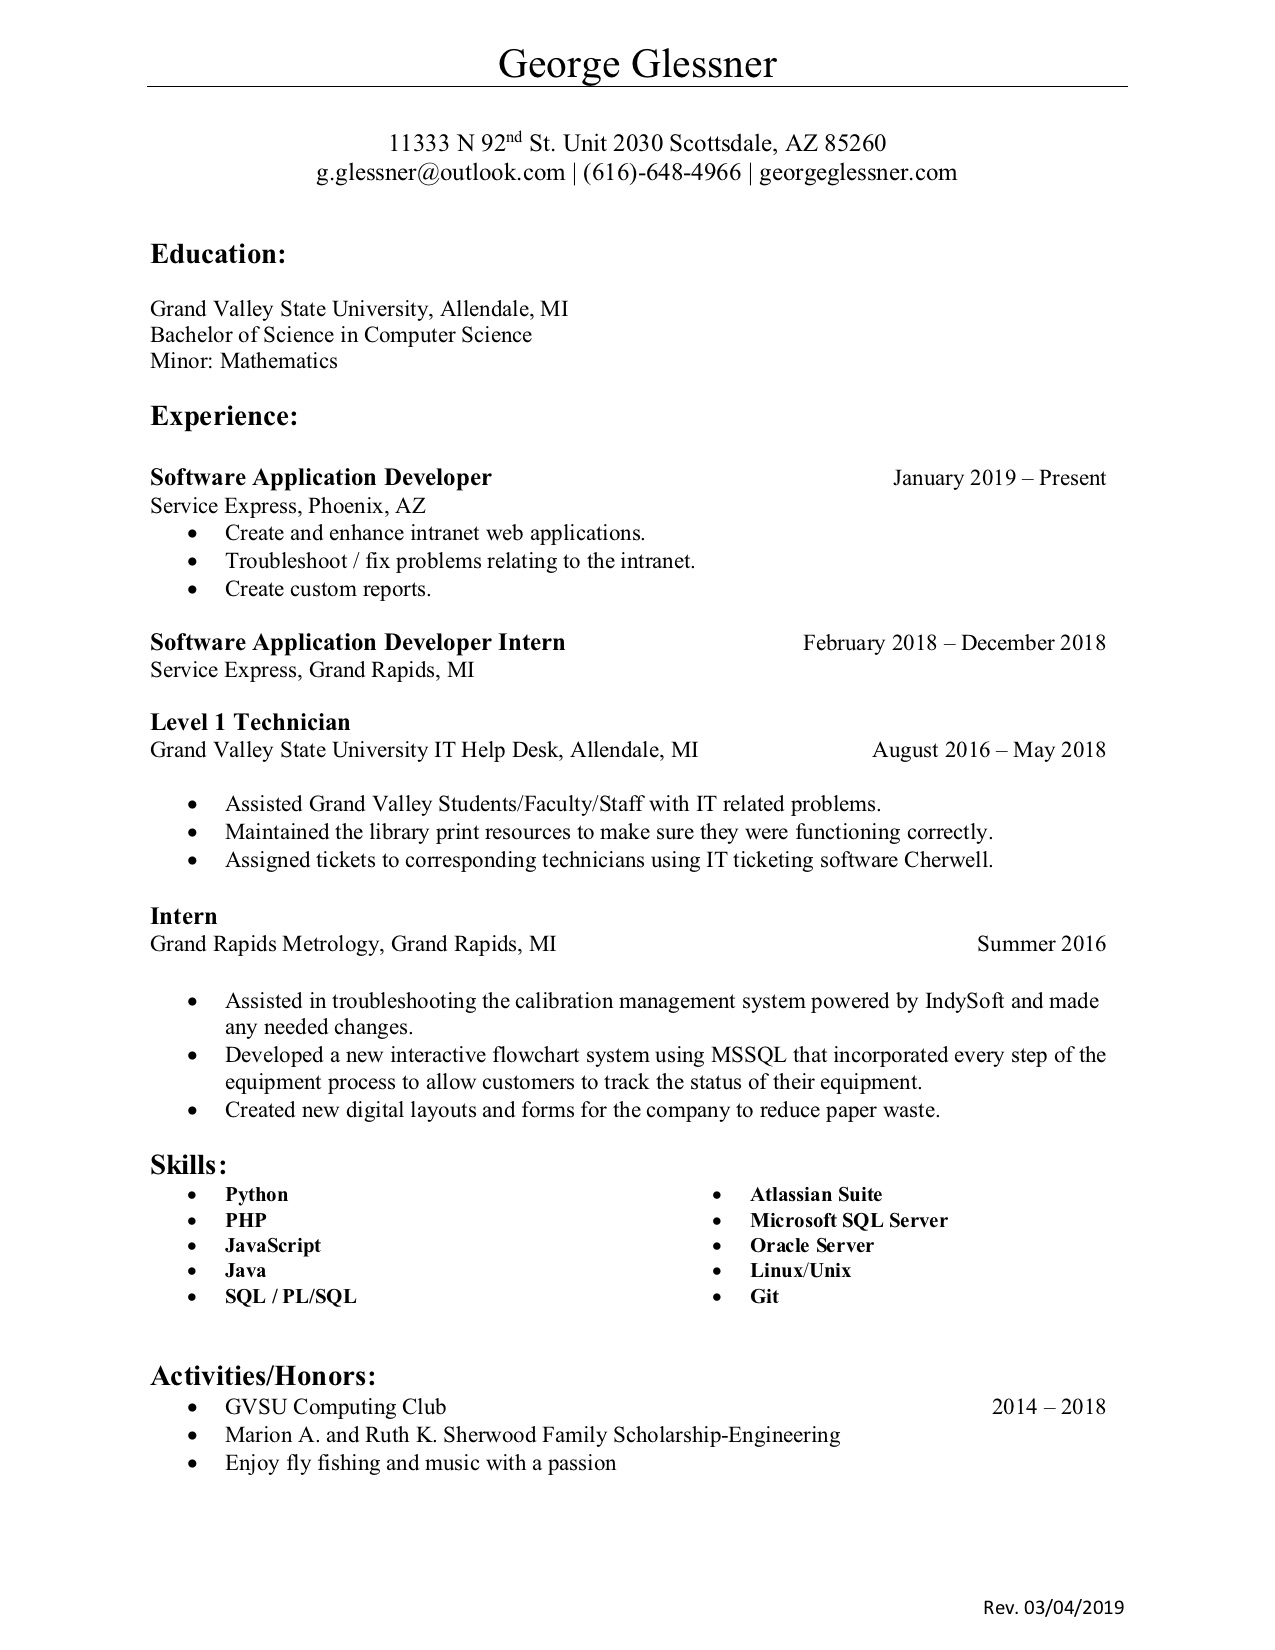 George Glessner
11333 N 92nd St. Unit 2030 Scottsdale, AZ 85260
g.glessner@outlook.com | (616)-648-4966 | georgeglessner.com
Education:
Grand Valley State University, Allendale, MI
Bachelor of Science in Computer Science
Minor: Mathematics
Experience:
Software Application Developer January 2019 – Present
Service Express, Phoenix, AZ
• Create and enhance intranet web applications.
• Troubleshoot / fix problems relating to the intranet.
• Create custom reports.
Software Application Developer Intern February 2018 – December 2018
Service Express, Grand Rapids, MI
Level 1 Technician
Grand Valley State University IT Help Desk, Allendale, MI August 2016 – May 2018
• Assisted Grand Valley Students/Faculty/Staff with IT related problems.
• Maintained the library print resources to make sure they were functioning correctly.
• Assigned tickets to corresponding technicians using IT ticketing software Cherwell.
Intern
Grand Rapids Metrology, Grand Rapids, MI Summer 2016
• Assisted in troubleshooting the calibration management system powered by IndySoft and made
any needed changes.
• Developed a new interactive flowchart system using MSSQL that incorporated every step of the
equipment process to allow customers to track the status of their equipment.
• Created new digital layouts and forms for the company to reduce paper waste.
Skills:
• Python
• PHP
• JavaScript
• Java
• SQL / PL/SQL
• Atlassian Suite
• Microsoft SQL Server
• Oracle Server
• Linux/Unix
• Git
Activities/Honors:
• GVSU Computing Club 2014 – 2018
• Marion A. and Ruth K. Sherwood Family Scholarship-Engineering
• Enjoy fly fishing and music with a passion
Rev. 03/04/2019